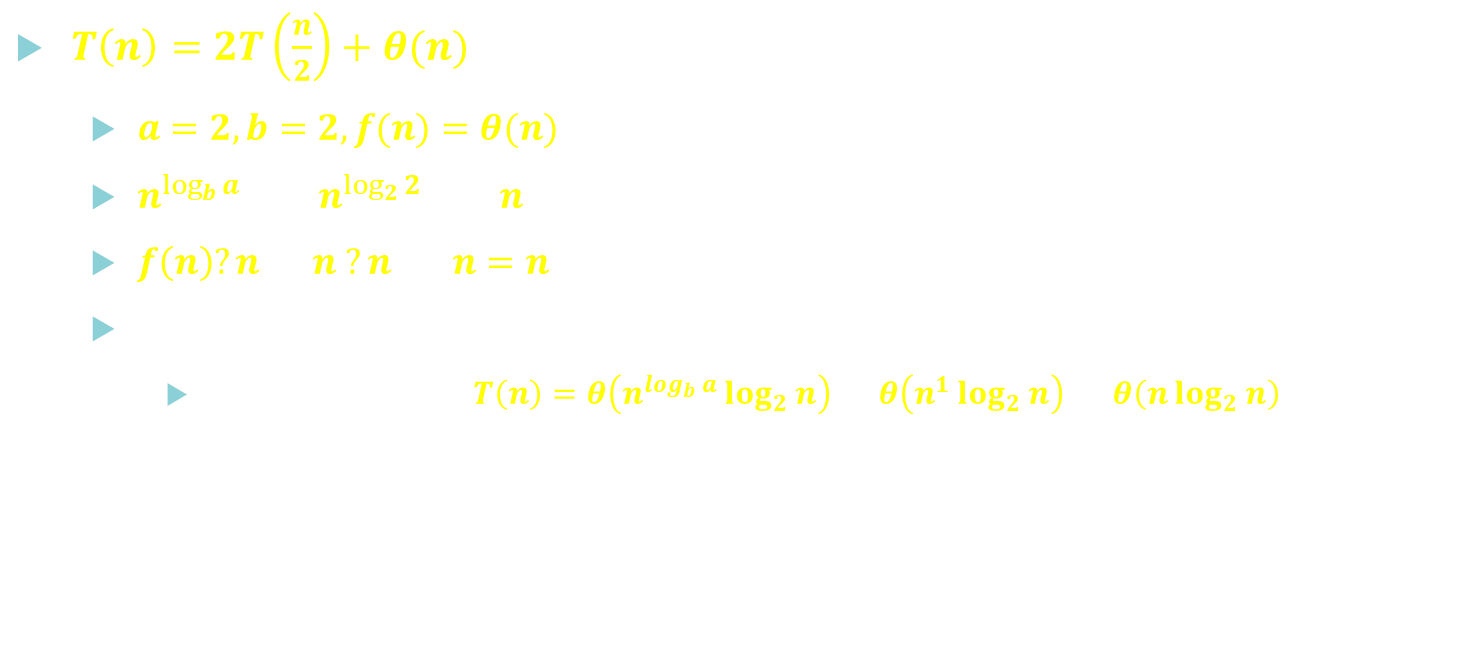 T(n) = 2T(n/2) + θ(n)
a = 2, b = 2, f(n) = θ(n)
n^(log_b a) n^(log_2 2) n
f(n)? n n ? n n = n
T(n) = θ(n^(log_b a) log_2 n) θ(n^1 log_2 n) θ(n log_2 n)